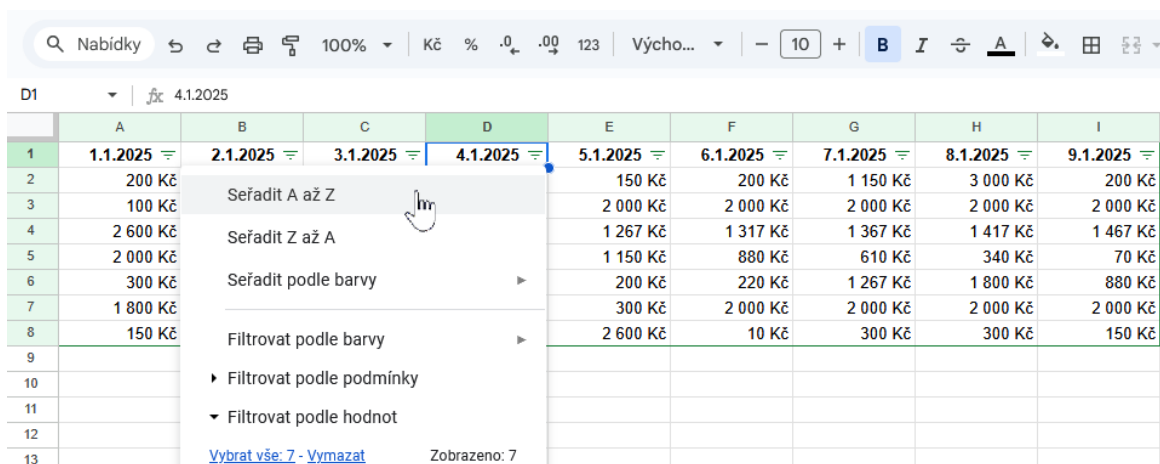 Nabídky 100% Kč % .0 .00 123 Výcho... − 10 + B I A
D1 fx 4.1.2025
A B C D E F G H I
1 1.1.2025 2.1.2025 3.1.2025 4.1.2025 5.1.2025 6.1.2025 7.1.2025 8.1.2025 9.1.2025
2 200 Kč 150 Kč 200 Kč 1 150 Kč 3 000 Kč 200 Kč
Seřadit A až Z
3 100 Kč 2 000 Kč 2 000 Kč 2 000 Kč 2 000 Kč 2 000 Kč
4 2 600 Kč 1 267 Kč 1 317 Kč 1 367 Kč 1 417 Kč 1 467 Kč
Seřadit Z až A
5 2 000 Kč 1 150 Kč 880 Kč 610 Kč 340 Kč 70 Kč
6 300 Kč Seřadit podle barvy 200 Kč 220 Kč 1 267 Kč 1 800 Kč 880 Kč
7 1 800 Kč 300 Kč 2 000 Kč 2 000 Kč 2 000 Kč 2 000 Kč
8 150 Kč 2 600 Kč 10 Kč 300 Kč 300 Kč 150 Kč
Filtrovat podle barvy
9
10 Filtrovat podle podmínky
11 Filtrovat podle hodnot
12
13 Vybrat vše: 7 - Vymazat Zobrazeno: 7